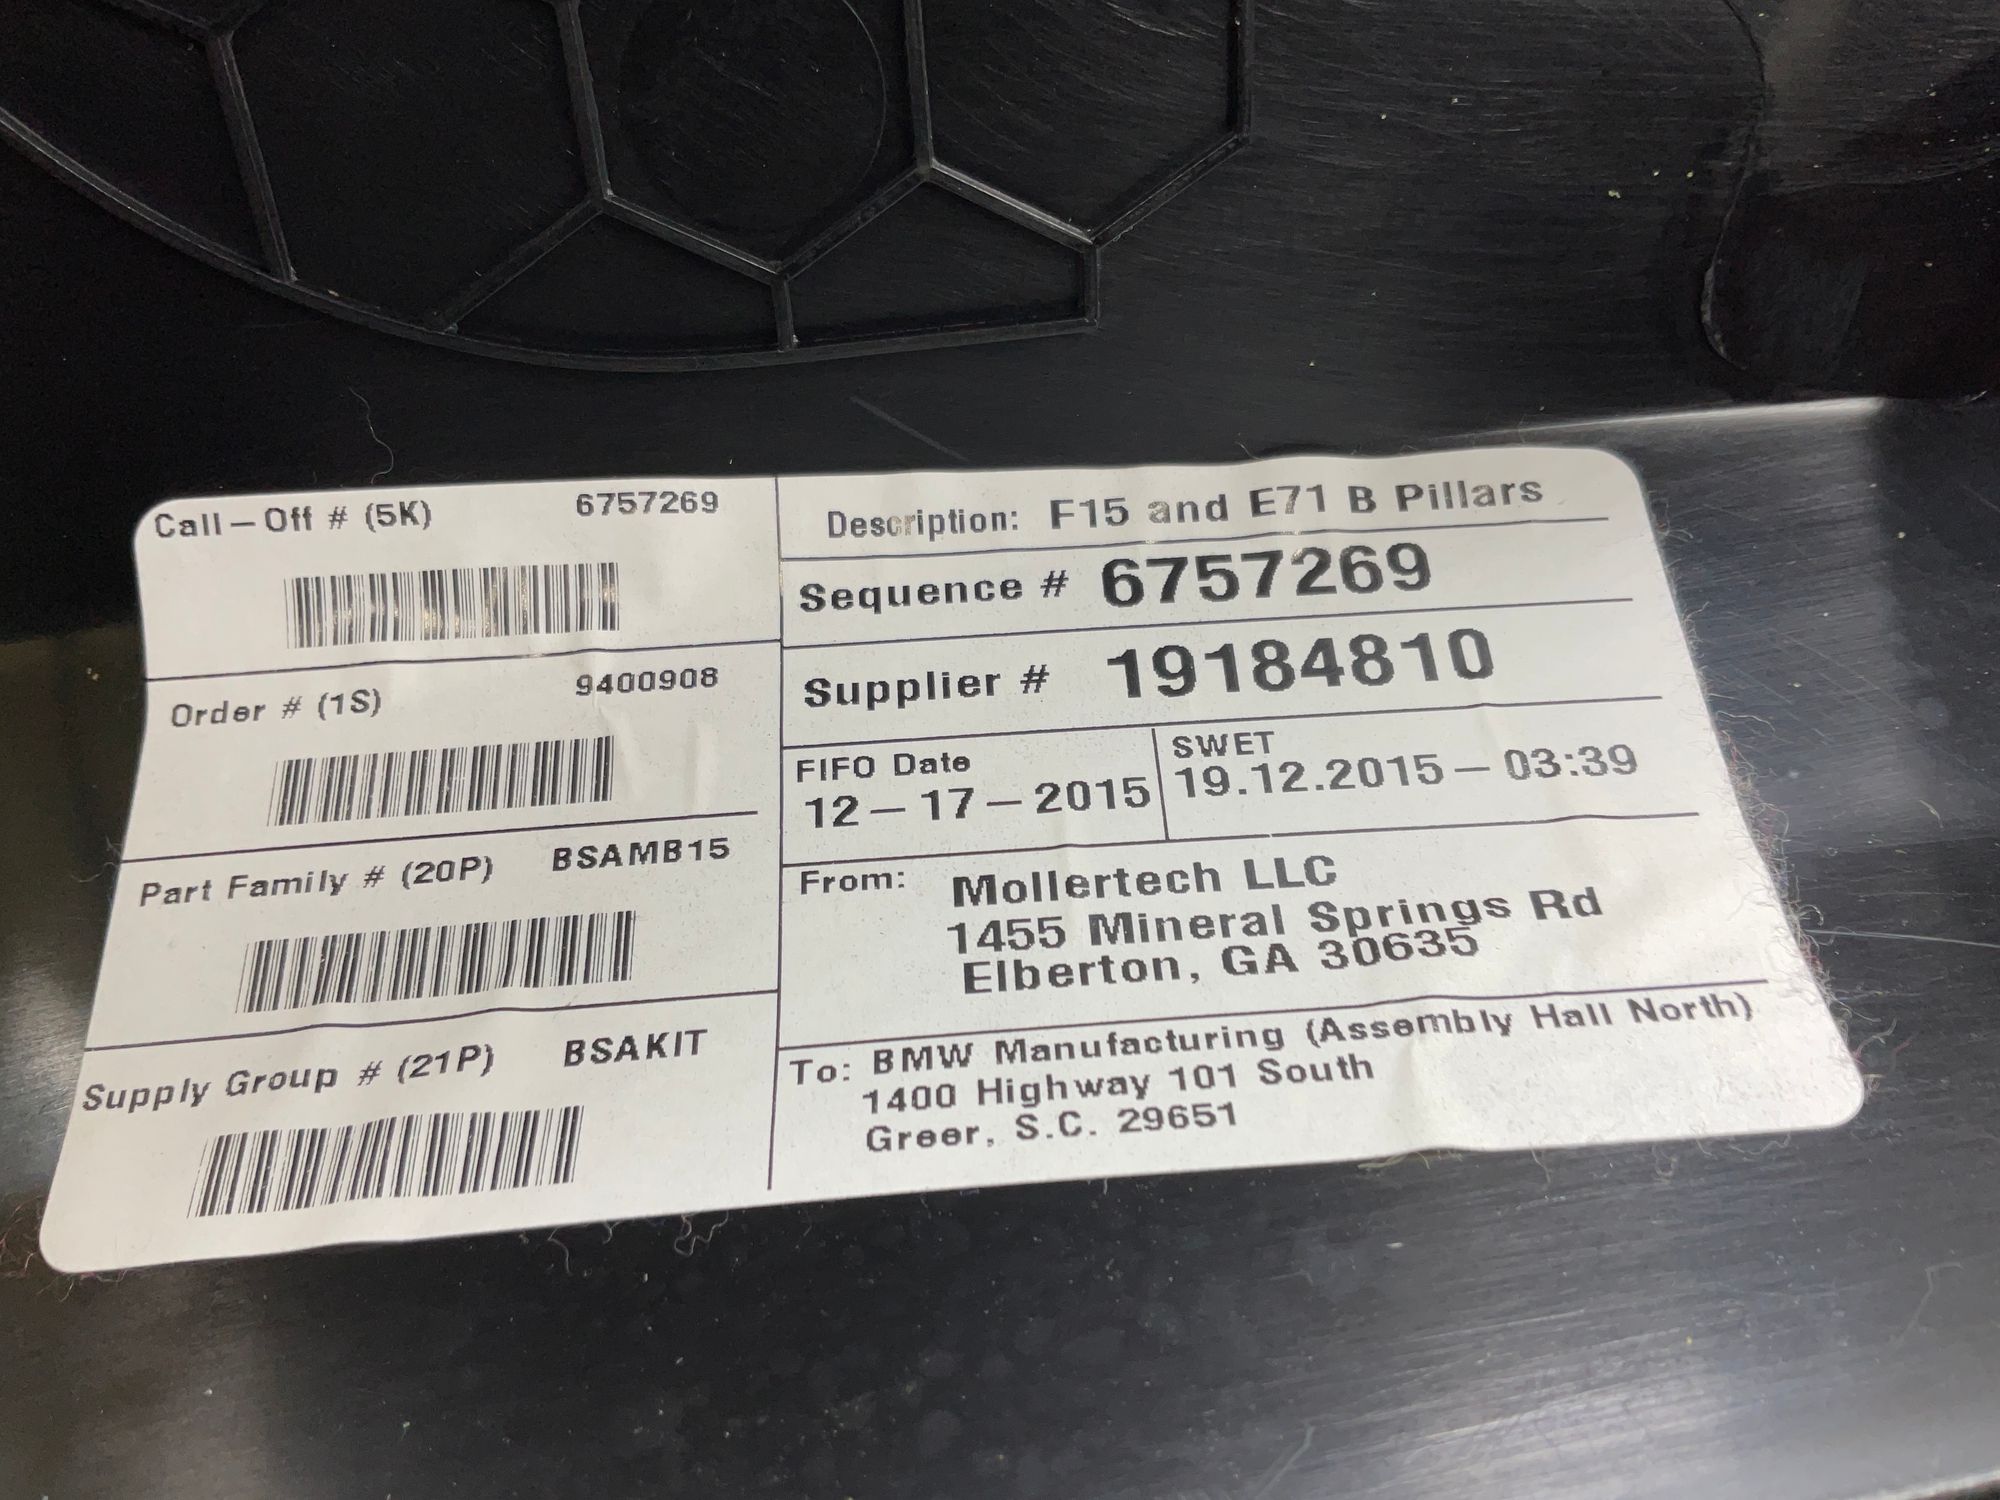 Call-Off # (5K) 6757269
Order # (1S) 9400908
Part Family # (20P) BSAMB15
Supply Group # (21P) BSAKIT
Description: F15 and E71 B Pillars
Sequence # 6757269
Supplier # 19184810
FIFO Date
12-17-2015
SWET
19.12.2015-03:39
From: Mollertech LLC
1455 Mineral Springs Rd
Elberton, GA 30635
To: BMW Manufacturing (Assembly Hall North)
1400 Highway 101 South
Greer, S.C. 29651